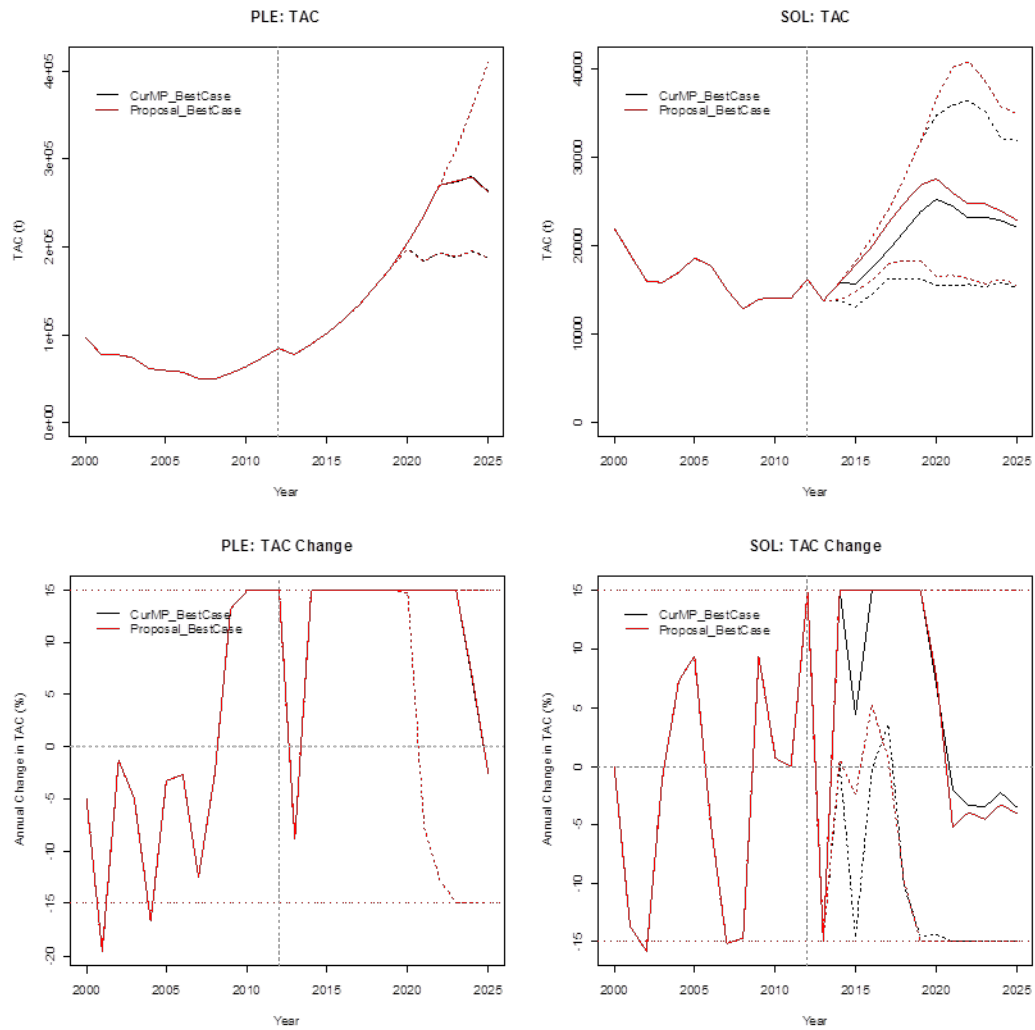 PLE: TAC
TAC (t)
4e+05
3e+05
2e+05
1e+05
0e+00
CurMP_BestCase
Proposal_BestCase
2000 2005 2010 2015 2020 2025
Year
SOL: TAC
TAC (t)
40000
30000
20000
10000
0
CurMP_BestCase
Proposal_BestCase
2000 2005 2010 2015 2020 2025
Year
PLE: TAC Change
Annual Change in TAC (%)
15
10
5
0
-5
-10
-15
-20
CurMP_BestCase
Proposal_BestCase
2000 2005 2010 2015 2020 2025
Year
SOL: TAC Change
Annual Change in TAC (%)
15
10
5
0
-5
-10
-15
CurMP_BestCase
Proposal_BestCase
2000 2005 2010 2015 2020 2025
Year